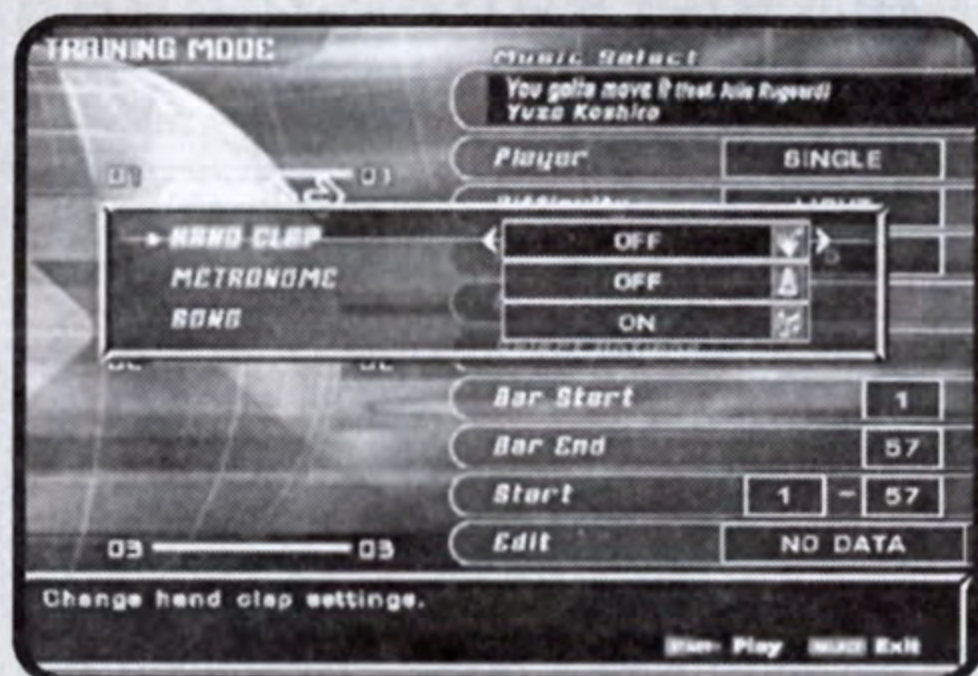 TRAINING MODE
Music Select
You gotta move it (feat. Julie Rugaard)
Yuzo Koshiro
Player SINGLE
01 01
HAND CLAP OFF
METRONOME OFF
SONG ON
Bar Start 1
Bar End 57
Start 1 - 57
03 03
Edit NO DATA
Change hand clap settings.
START Play SELECT Exit